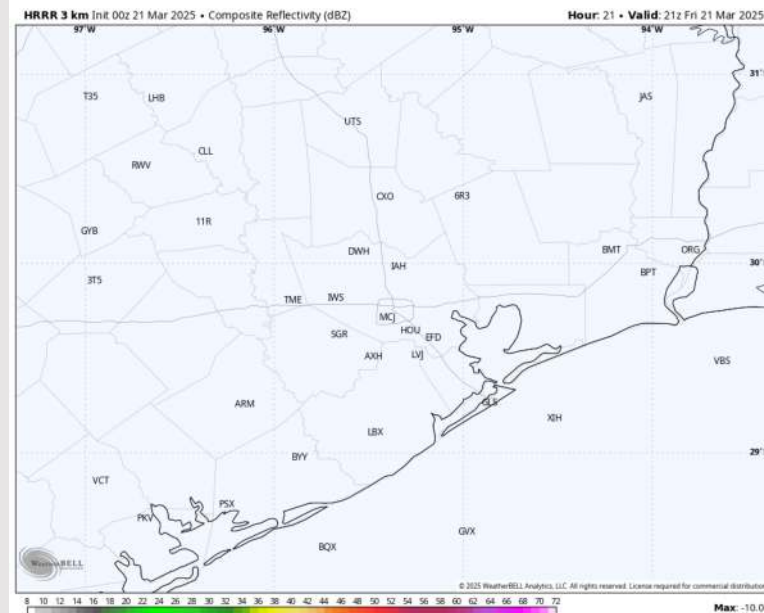 HRRR 3 km Init 00z 21 Mar 2025 • Composite Reflectivity (dBZ)
Hour: 21 • Valid: 21z Fri 21 Mar 2025
97°W 96°W 95°W 94°W
31°
T35
LHB
JAS
UTS
CLL
RWV
CXO
6R3
11R
GYB
DWH
BMT
ORG
IAH
30°
BPT
3T5
TME
IWS
MCJ
HOU
SGR
EFD
AXH
LVJ
VBS
ARM
GLS
XIH
LBX
BYY
29°
VCT
PSX
PKV
GVX
BQX
WeatherBELL
© 2025 WeatherBELL Analytics, LLC. All rights reserved. License required for commercial distribution
8 10 12 14 16 18 20 22 24 26 28 30 32 34 36 38 40 42 44 46 48 50 52 54 56 58 60 62 64 66 68 70 72
Max: -10.0